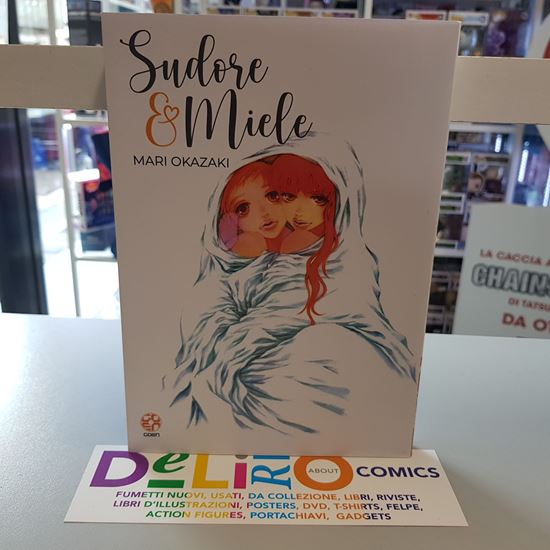 Sudore
& Miele
MARI OKAZAKI
LA CACCIA A
CHAINS
DI TATSU
DA O
GOEN
DeLiRiO
ABOUT
COMICS
FUMETTI NUOVI, USATI, DA COLLEZIONE, LIBRI, RIVISTE,
LIBRI D'ILLUSTRAZIONI, POSTERS, DVD, T-SHIRTS, FELPE,
ACTION FIGURES, PORTACHIAVI, GADGETS